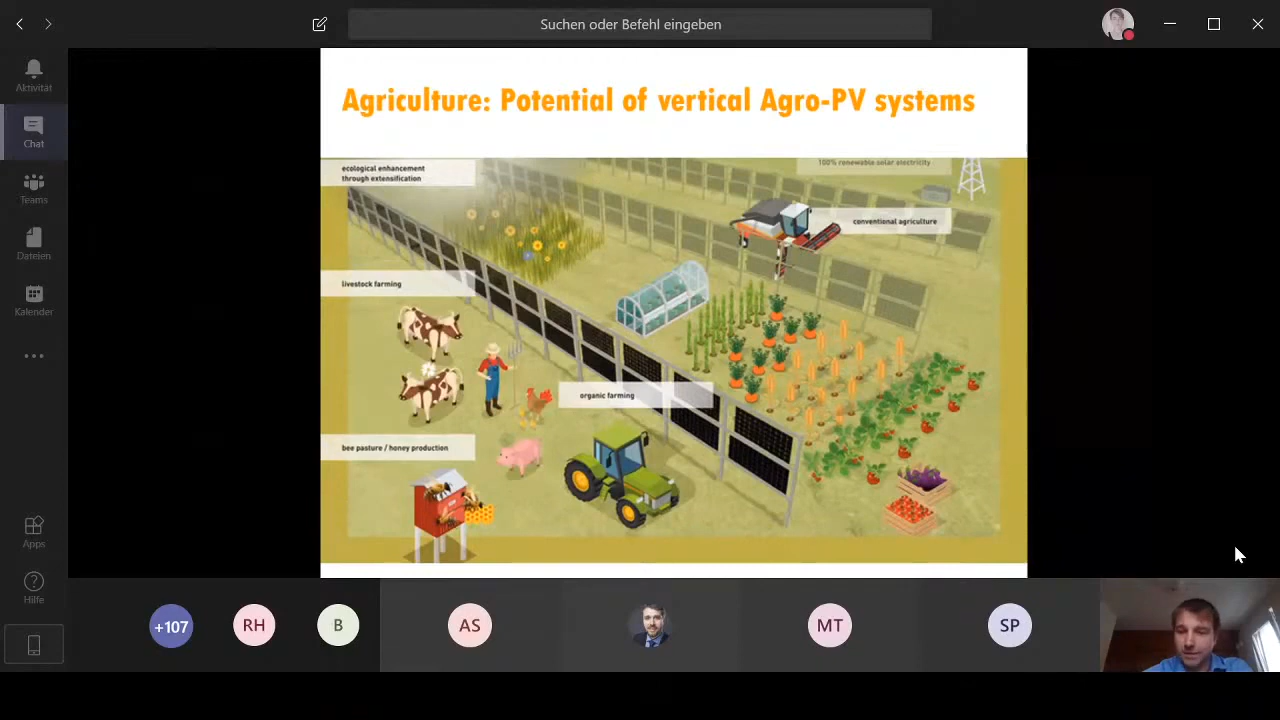 Suchen oder Befehl eingeben
Aktivität
Chat
Teams
Dateien
Kalender
Apps
Hilfe
Agriculture: Potential of vertical Agro-PV systems
ecological enhancement
through extensification
100% renewable solar electricity
conventional agriculture
livestock farming
organic farming
bee pasture / honey production
+107
RH
B
AS
MT
SP